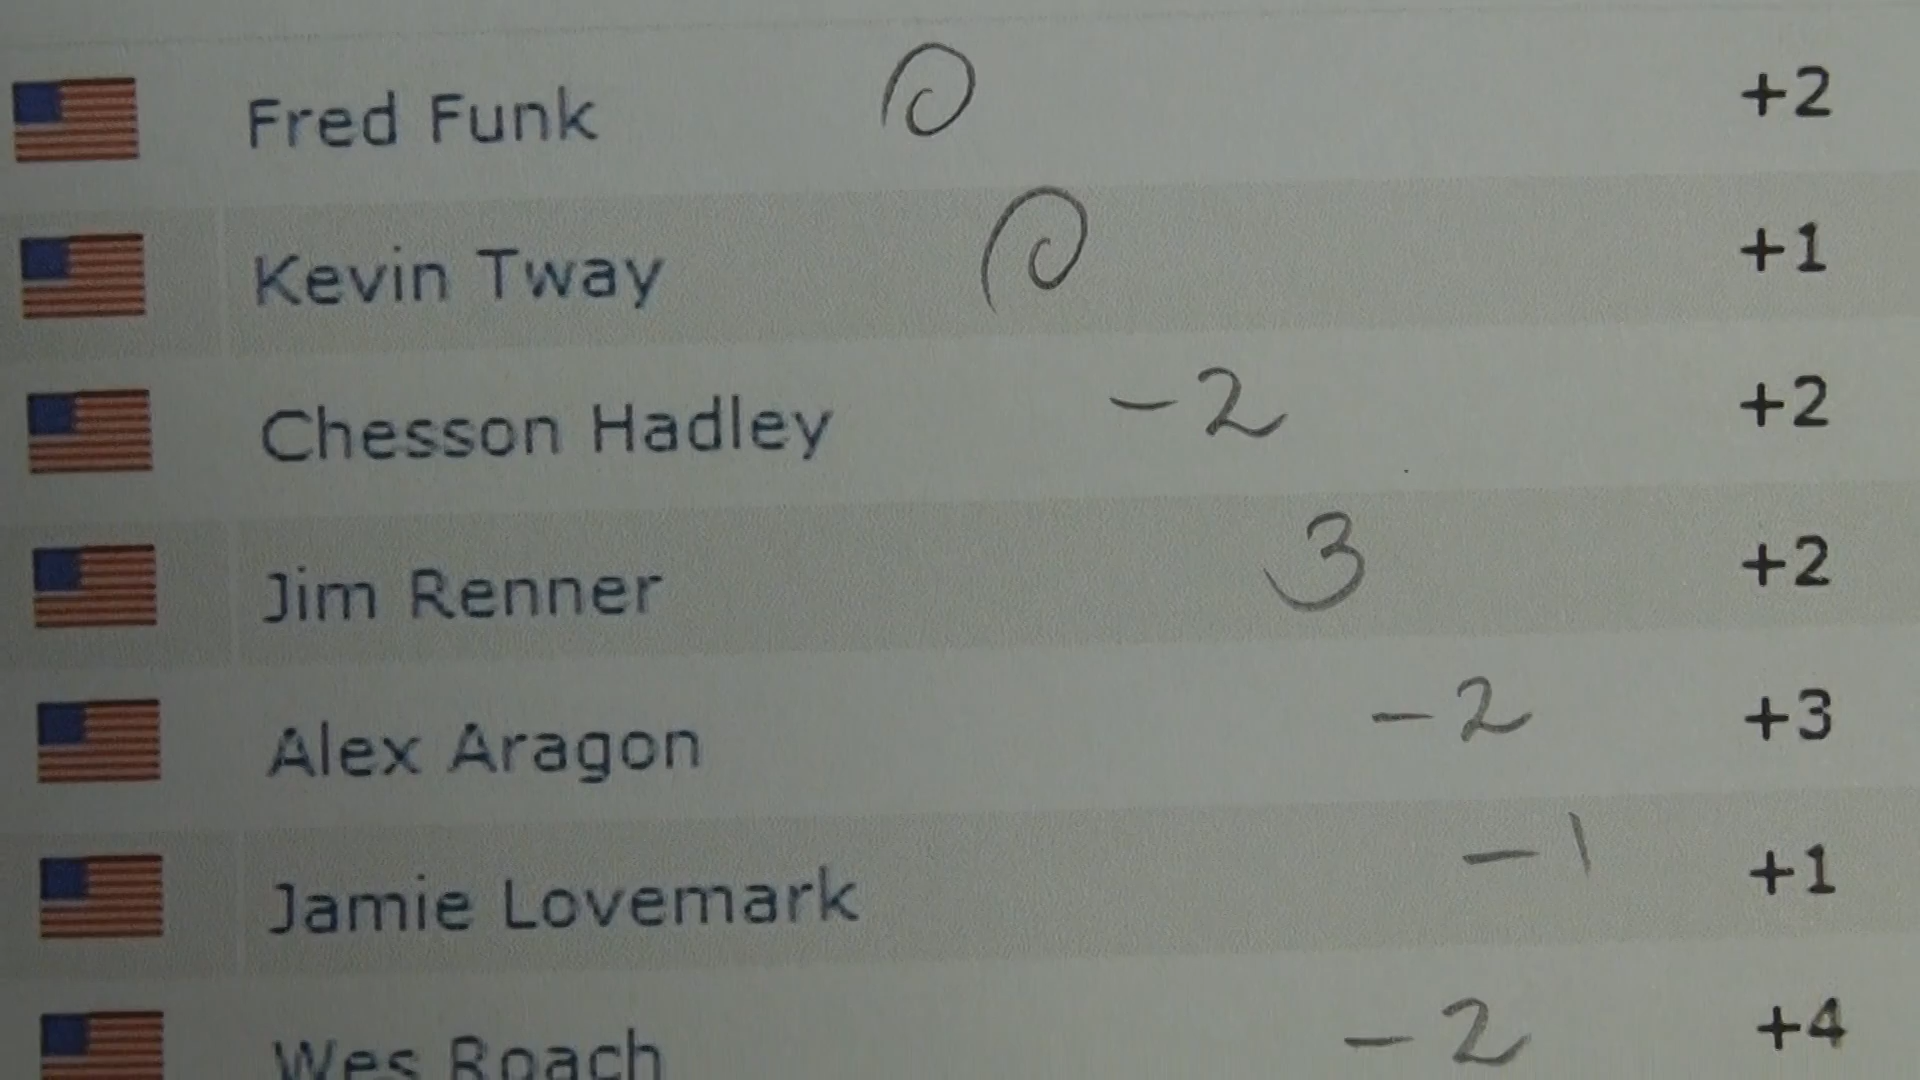 Fred Funk 0 +2
Kevin Tway 0 +1
Chesson Hadley -2 +2
Jim Renner 3 +2
Alex Aragon -2 +3
Jamie Lovemark -1 +1
Wes Roach -2 +4